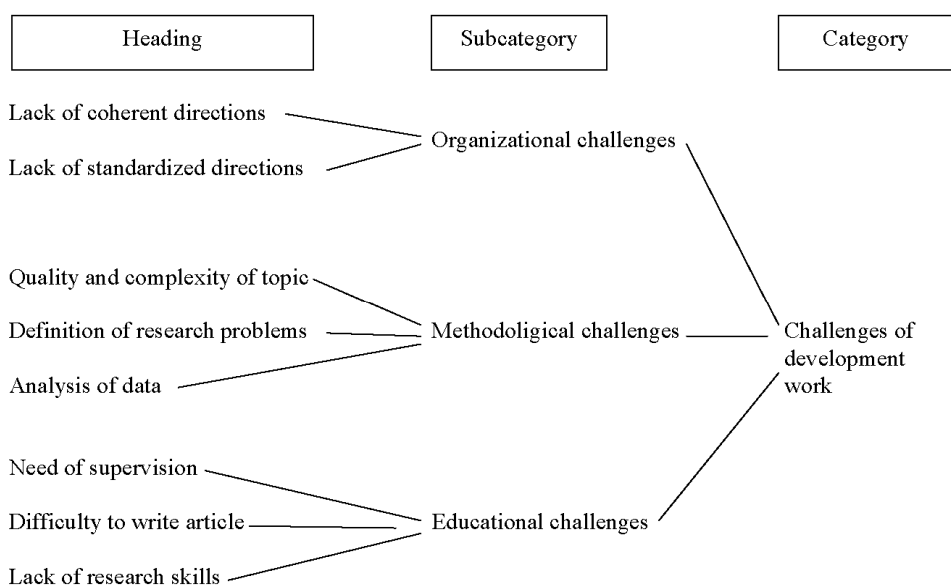 Heading
Subcategory
Category
Lack of coherent directions
Organizational challenges
Lack of standardized directions
Quality and complexity of topic
Definition of research problems
Methodoligical challenges
Challenges of
development
work
Analysis of data
Need of supervision
Difficulty to write article
Educational challenges
Lack of research skills